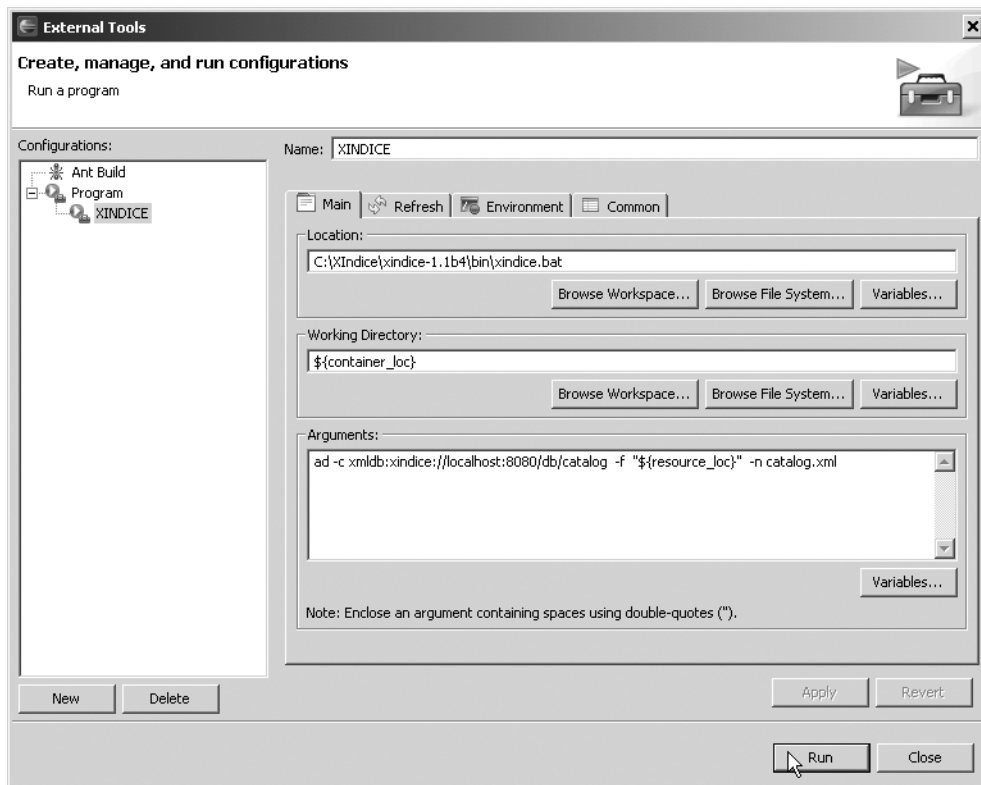 External Tools
Create, manage, and run configurations
Run a program
Configurations:
Ant Build
Program
XINDICE
Name: XINDICE
Main Refresh Environment Common
Location:
C:\XIndice\xindice-1.1b4\bin\xindice.bat
Browse Workspace... Browse File System... Variables...
Working Directory:
${container_loc}
Browse Workspace... Browse File System... Variables...
Arguments:
ad -c xmldb:xindice://localhost:8080/db/catalog -f "${resource_loc}" -n catalog.xml
Variables...
Note: Enclose an argument containing spaces using double-quotes (").
New Delete
Apply Revert
Run Close